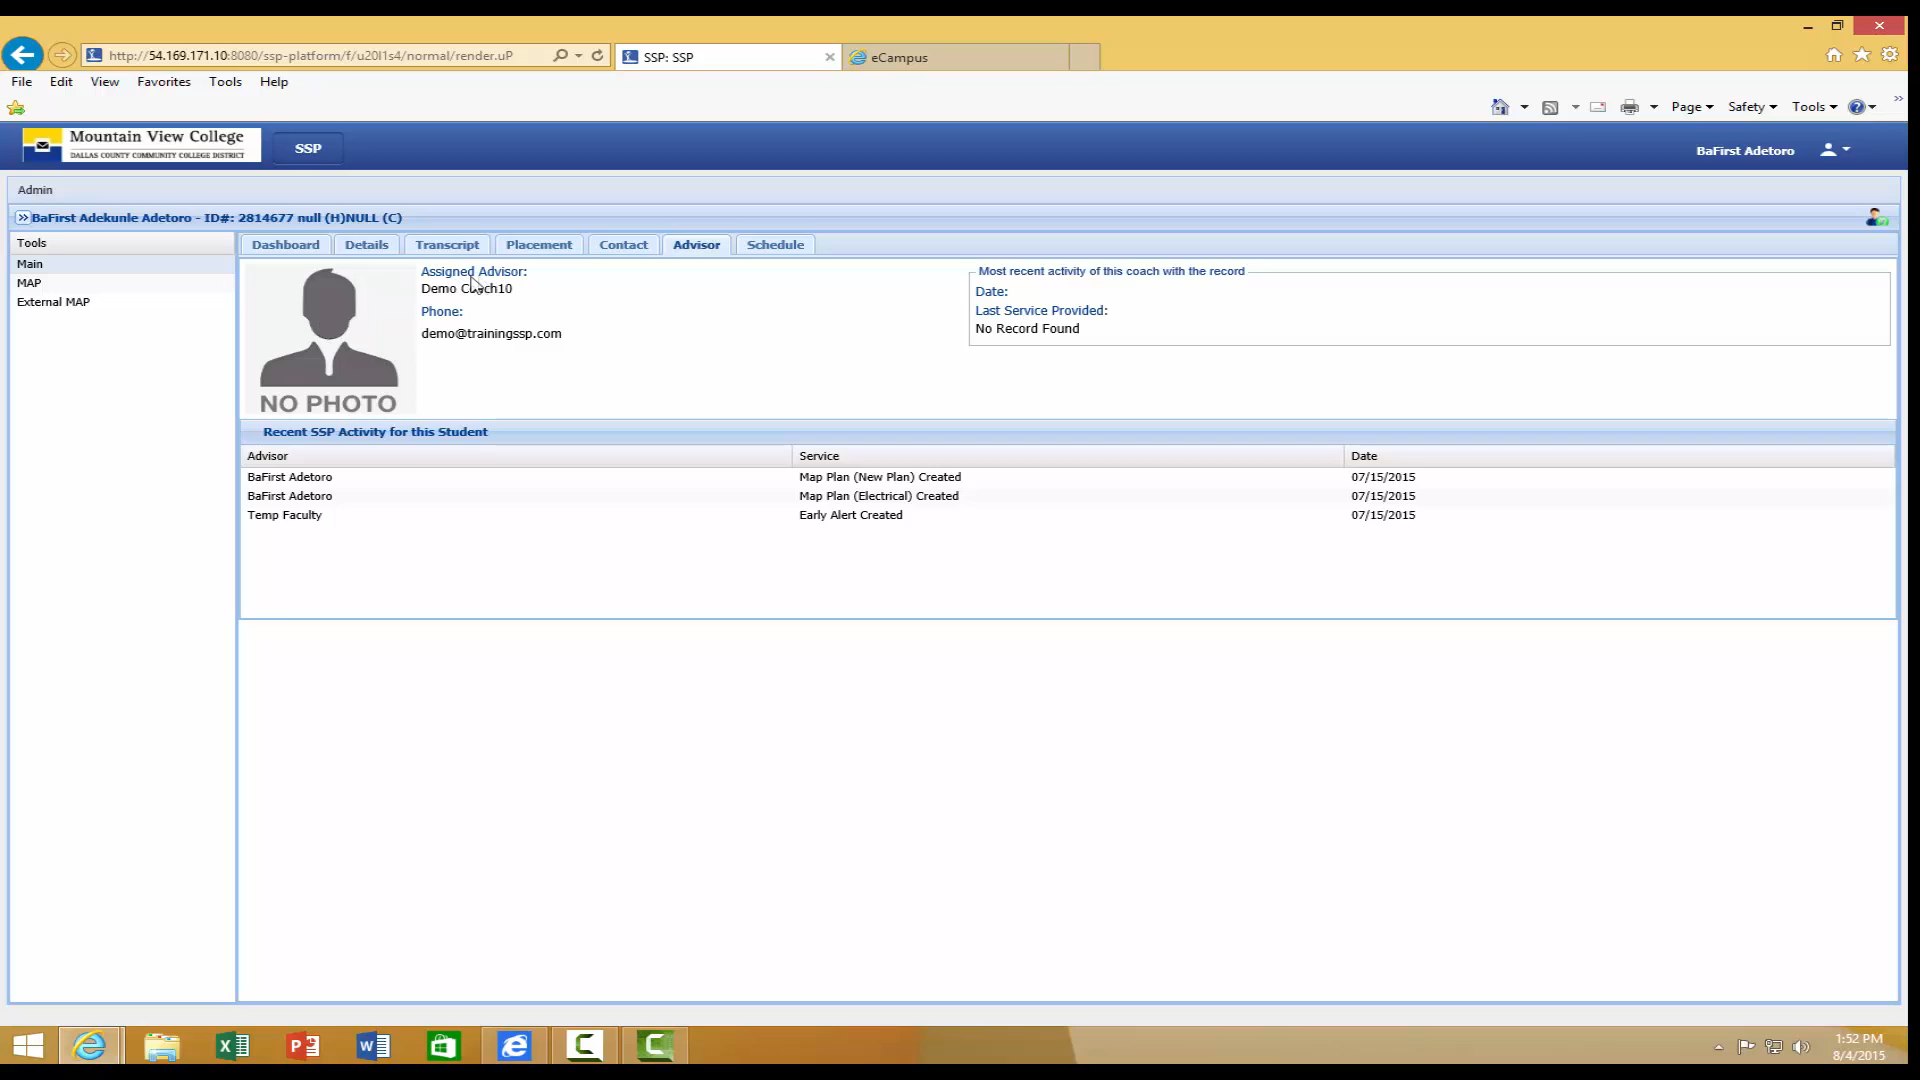 http://54.169.171.10:8080/ssp-platform/f/u20l1s4/normal/render.uP
SSP: SSP
eCampus
File Edit View Favorites Tools Help
Page Safety Tools
Mountain View College
DALLAS COUNTY COMMUNITY COLLEGE DISTRICT
SSP
BaFirst Adetoro
Admin
BaFirst Adekunle Adetoro - ID#: 2814677 null (H)NULL (C)
Tools
Main
MAP
External MAP
Dashboard Details Transcript Placement Contact Advisor Schedule
NO PHOTO
Assigned Advisor:
Demo Coach10
Phone:
demo@trainingssp.com
Most recent activity of this coach with the record
Date:
Last Service Provided:
No Record Found
Recent SSP Activity for this Student
Advisor Service Date
BaFirst Adetoro Map Plan (New Plan) Created 07/15/2015
BaFirst Adetoro Map Plan (Electrical) Created 07/15/2015
Temp Faculty Early Alert Created 07/15/2015
1:52 PM
8/4/2015